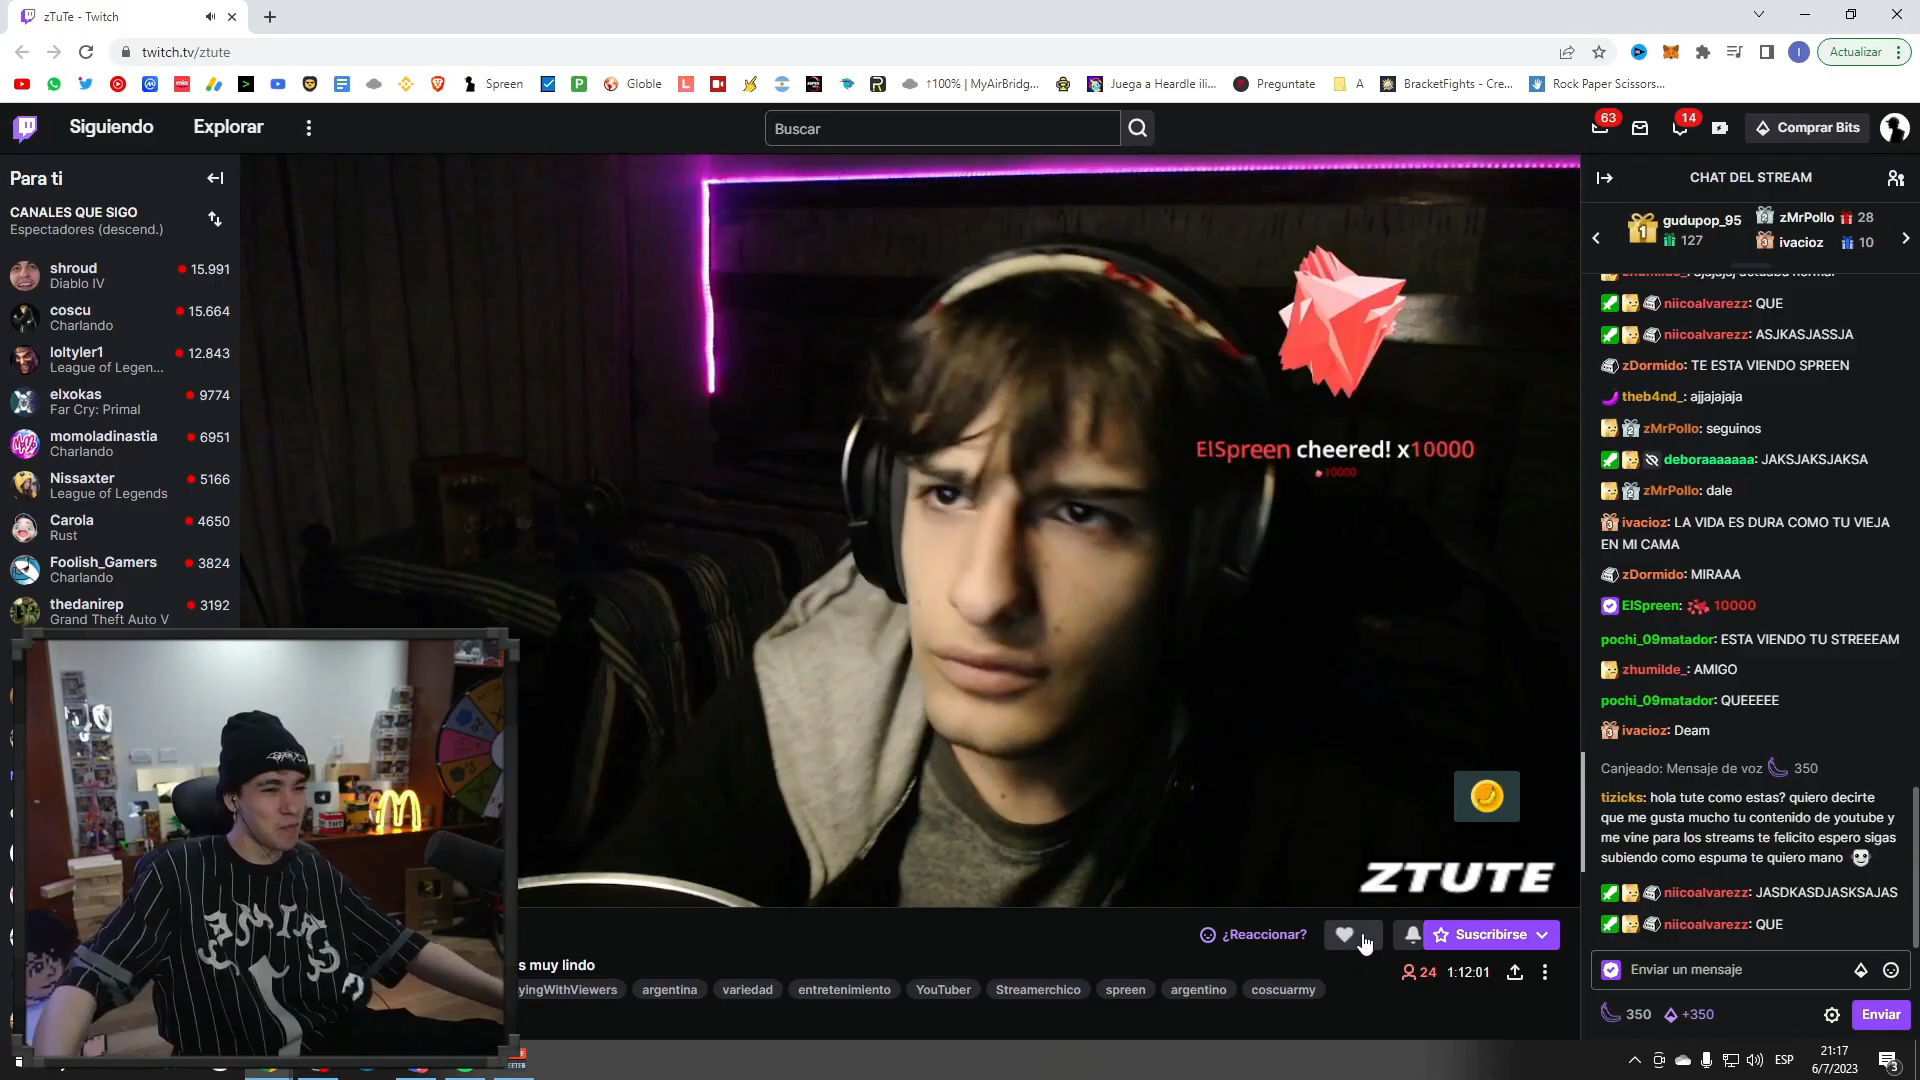 zTuTe - Twitch
twitch.tv/ztute
Actualizar
Spreen
Globle
↑100% | MyAirBridg...
Juega a Heardle ili...
Preguntate
A
BracketFights - Cre...
Rock Paper Scissors...
Siguiendo
Explorar
Buscar
63
14
Comprar Bits
Para ti
CANALES QUE SIGO
Espectadores (descend.)
shroud
15.991
Diablo IV
coscu
15.664
Charlando
loltyler1
12.843
League of Legen...
elxokas
9774
Far Cry: Primal
momoladinastia
6951
Charlando
Nissaxter
5166
League of Legends
Carola
4650
Rust
Foolish_Gamers
3824
Charlando
thedanirep
3192
Grand Theft Auto V
ElSpreen cheered! x10000
10000
ZTUTE
¿Reaccionar?
Suscribirse
s muy lindo
24
1:12:01
yingWithViewers
argentina
variedad
entretenimiento
YouTuber
Streamerchico
spreen
argentino
coscuarmy
CHAT DEL STREAM
1
gudupop_95
127
2
zMrPollo
28
3
ivacioz
10
niicoalvarezz: QUE
niicoalvarezz: ASJKASJASSJA
zDormido: TE ESTA VIENDO SPREEN
theb4nd_: ajjajajaja
zMrPollo: seguinos
deboraaaaaaa: JAKSJAKSJAKSA
zMrPollo: dale
ivacioz: LA VIDA ES DURA COMO TU VIEJA
EN MI CAMA
zDormido: MIRAAA
ElSpreen: 10000
pochi_09matador: ESTA VIENDO TU STREEEAM
zhumilde_: AMIGO
pochi_09matador: QUEEEEE
ivacioz: Deam
Canjeado: Mensaje de voz 350
tizicks: hola tute como estas? quiero decirte
que me gusta mucho tu contenido de youtube y
me vine para los streams te felicito espero sigas
subiendo como espuma te quiero mano
niicoalvarezz: JASDKASDJASKSAJAS
niicoalvarezz: QUE
Enviar un mensaje
350
+350
Enviar
ESP
21:17
6/7/2023
3